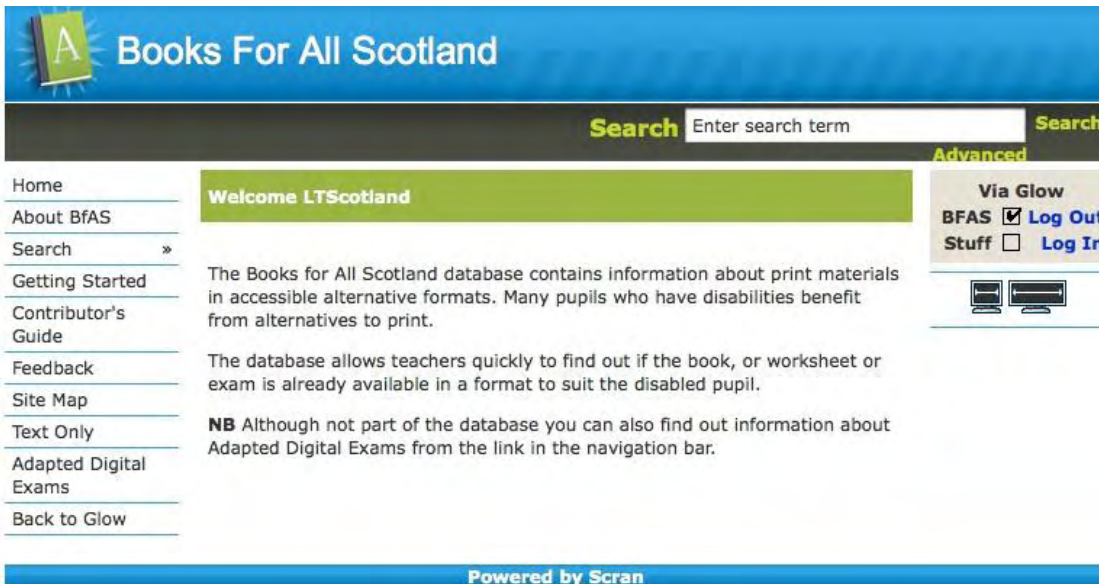 A
Books For All Scotland
Search Enter search term Search
Advanced
Home
About BfAS
Search »
Getting Started
Contributor's
Guide
Feedback
Site Map
Text Only
Adapted Digital
Exams
Back to Glow
Welcome LTScotland
The Books for All Scotland database contains information about print materials
in accessible alternative formats. Many pupils who have disabilities benefit
from alternatives to print.
The database allows teachers quickly to find out if the book, or worksheet or
exam is already available in a format to suit the disabled pupil.
NB Although not part of the database you can also find out information about
Adapted Digital Exams from the link in the navigation bar.
Via Glow
BFAS Log Out
Stuff Log In
Powered by Scran